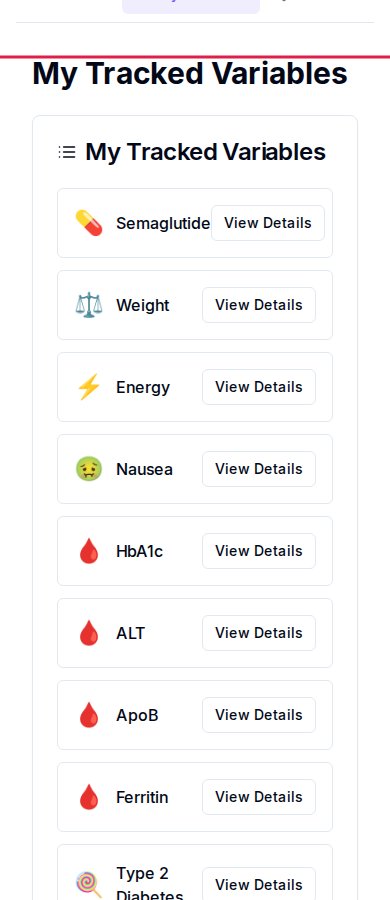 My Tracked Variables
My Tracked Variables
Semaglutide View Details
Weight View Details
Energy View Details
Nausea View Details
HbA1c View Details
ALT View Details
ApoB View Details
Ferritin View Details
Type 2
Diabetes View Details